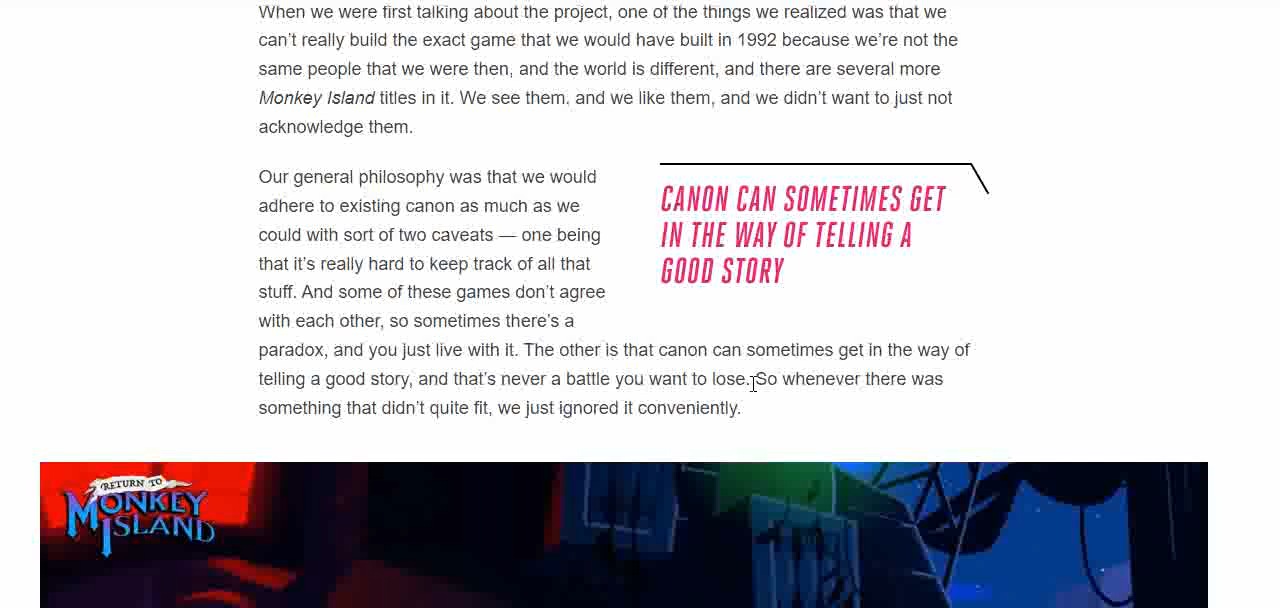 When we were first talking about the project, one of the things we realized was that we
can’t really build the exact game that we would have built in 1992 because we’re not the
same people that we were then, and the world is different, and there are several more
Monkey Island titles in it. We see them, and we like them, and we didn’t want to just not
acknowledge them.
Our general philosophy was that we would
adhere to existing canon as much as we
could with sort of two caveats — one being
that it’s really hard to keep track of all that
stuff. And some of these games don’t agree
with each other, so sometimes there’s a
paradox, and you just live with it. The other is that canon can sometimes get in the way of
telling a good story, and that’s never a battle you want to lose. So whenever there was
something that didn’t quite fit, we just ignored it conveniently.
CANON CAN SOMETIMES GET
IN THE WAY OF TELLING A
GOOD STORY
RETURN TO
MONKEY
ISLAND